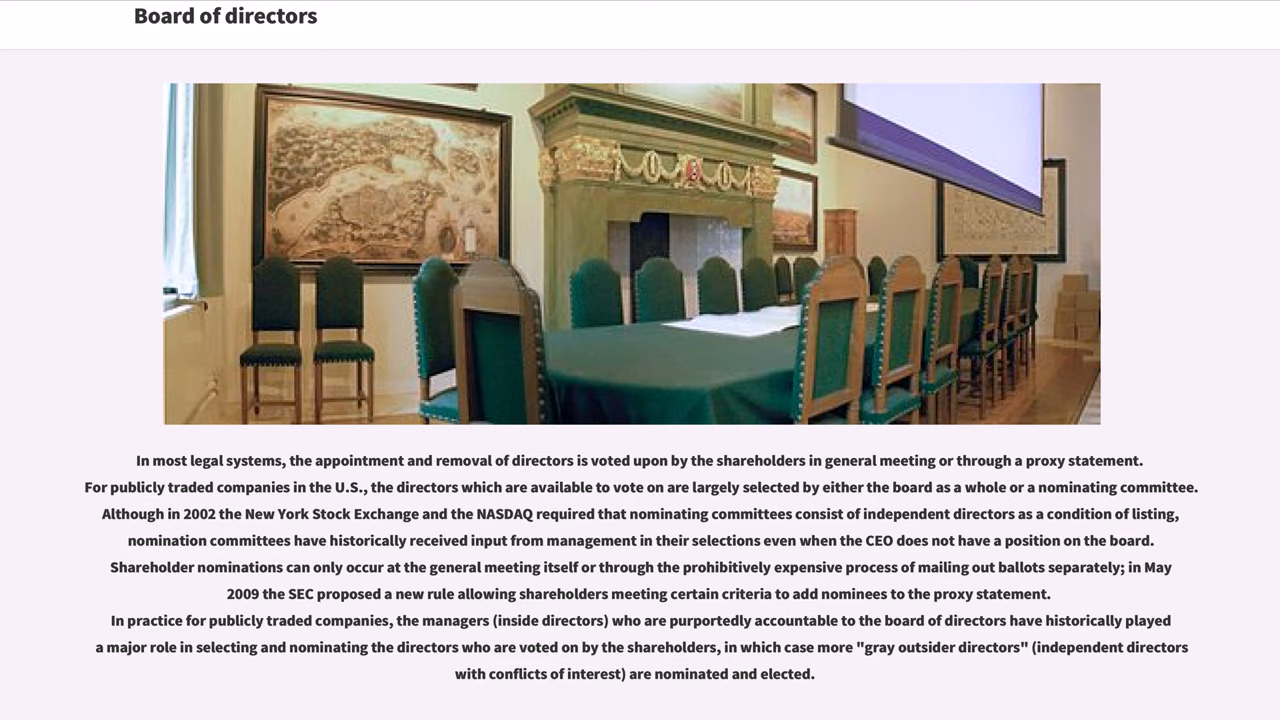 Board of directors
In most legal systems, the appointment and removal of directors is voted upon by the shareholders in general meeting or through a proxy statement.
For publicly traded companies in the U.S., the directors which are available to vote on are largely selected by either the board as a whole or a nominating committee.
Although in 2002 the New York Stock Exchange and the NASDAQ required that nominating committees consist of independent directors as a condition of listing,
nomination committees have historically received input from management in their selections even when the CEO does not have a position on the board.
Shareholder nominations can only occur at the general meeting itself or through the prohibitively expensive process of mailing out ballots separately; in May
2009 the SEC proposed a new rule allowing shareholders meeting certain criteria to add nominees to the proxy statement.
In practice for publicly traded companies, the managers (inside directors) who are purportedly accountable to the board of directors have historically played
a major role in selecting and nominating the directors who are voted on by the shareholders, in which case more "gray outsider directors" (independent directors
with conflicts of interest) are nominated and elected.